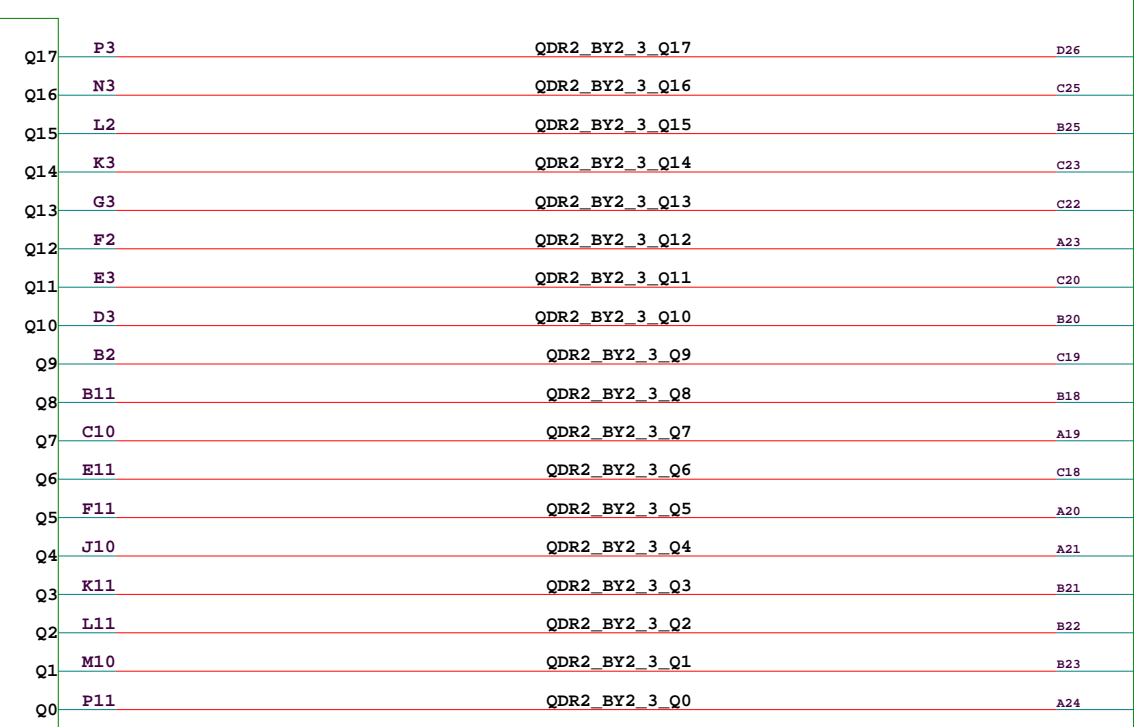 Q17 P3 QDR2_BY2_3_Q17 D26
Q16 N3 QDR2_BY2_3_Q16 C25
Q15 L2 QDR2_BY2_3_Q15 B25
Q14 K3 QDR2_BY2_3_Q14 C23
Q13 G3 QDR2_BY2_3_Q13 C22
Q12 F2 QDR2_BY2_3_Q12 A23
Q11 E3 QDR2_BY2_3_Q11 C20
Q10 D3 QDR2_BY2_3_Q10 B20
Q9 B2 QDR2_BY2_3_Q9 C19
Q8 B11 QDR2_BY2_3_Q8 B18
Q7 C10 QDR2_BY2_3_Q7 A19
Q6 E11 QDR2_BY2_3_Q6 C18
Q5 F11 QDR2_BY2_3_Q5 A20
Q4 J10 QDR2_BY2_3_Q4 A21
Q3 K11 QDR2_BY2_3_Q3 B21
Q2 L11 QDR2_BY2_3_Q2 B22
Q1 M10 QDR2_BY2_3_Q1 B23
Q0 P11 QDR2_BY2_3_Q0 A24